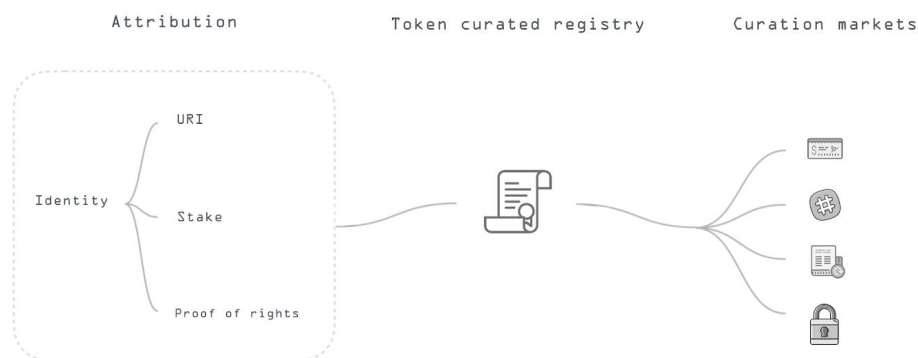 Attribution
Token curated registry
Curation markets
URI
Identity
Stake
Proof of rights